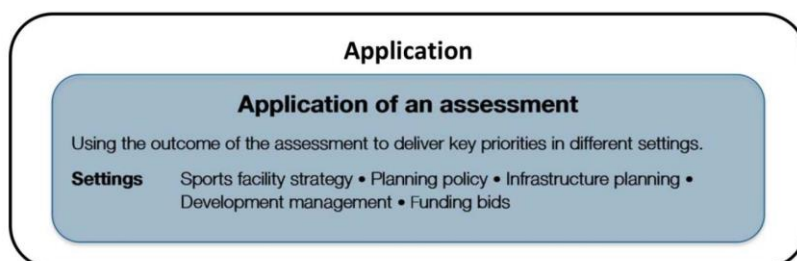 Application
Application of an assessment
Using the outcome of the assessment to deliver key priorities in different settings.
Settings Sports facility strategy • Planning policy • Infrastructure planning •
Development management • Funding bids